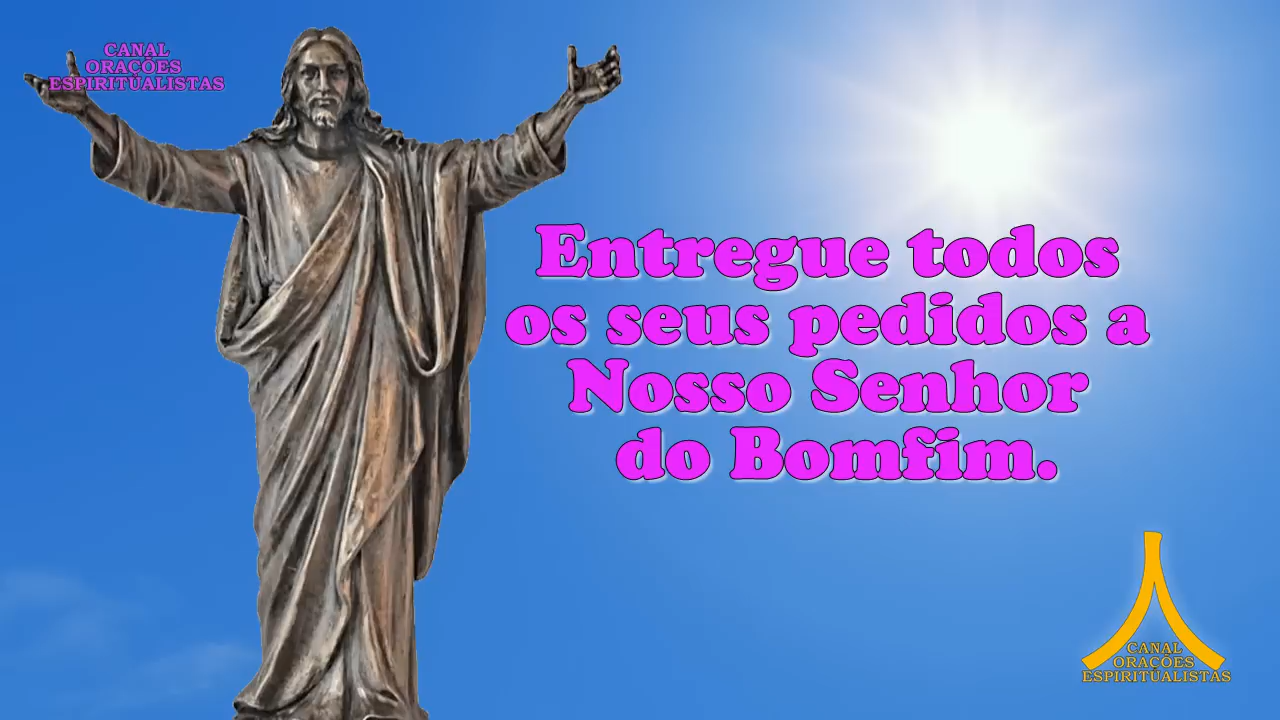 CANAL
ORAÇÕES
ESPIRITUALISTAS
Entregue todos
os seus pedidos a
Nosso Senhor
do Bomfim.
CANAL
ORAÇÕES
ESPIRITUALISTAS